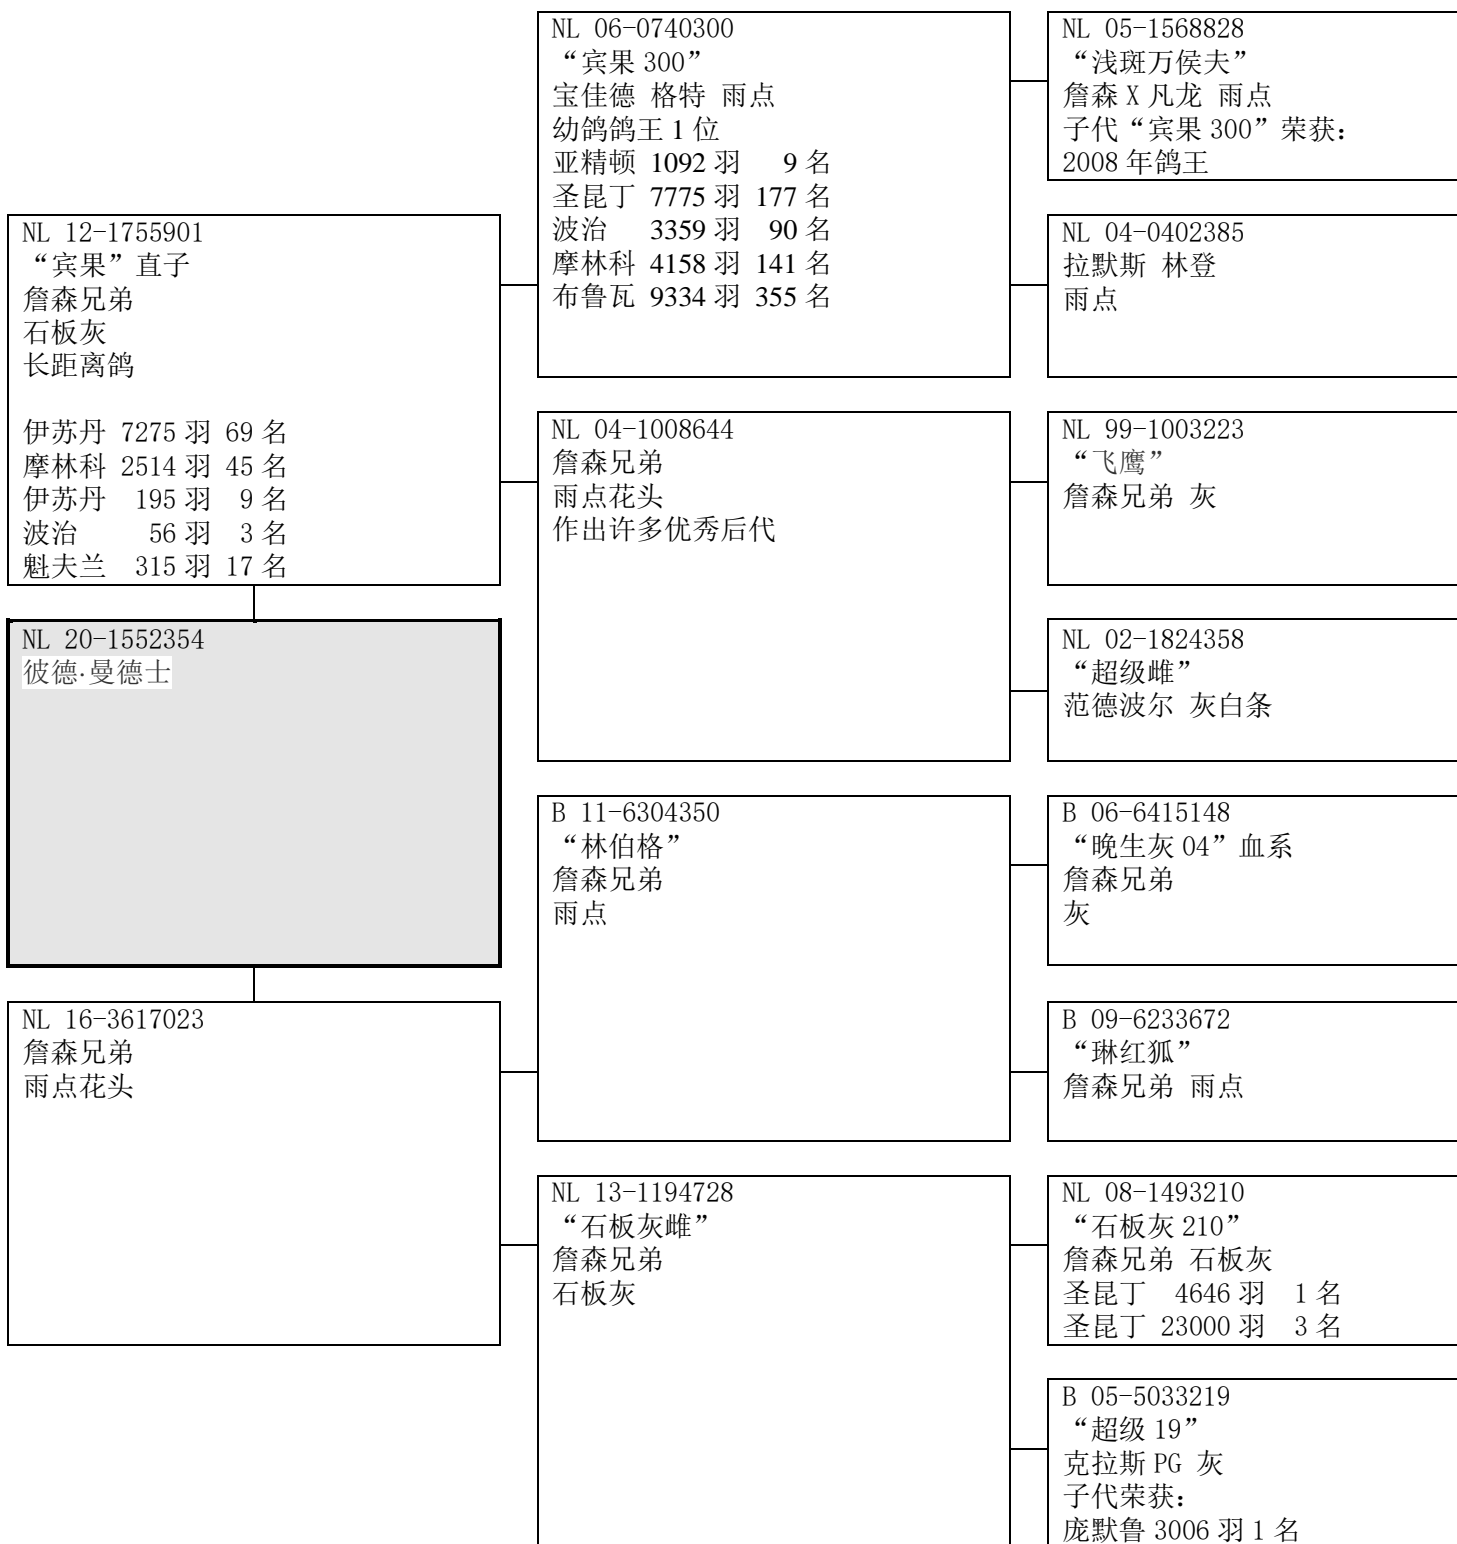 NL 12-1755901
“宾果”直子
詹森兄弟
石板灰
长距离鸽
伊苏丹 7275 羽 69 名
摩林科 2514 羽 45 名
伊苏丹 195 羽 9 名
波治 56 羽 3 名
魁夫兰 315 羽 17 名
NL 20-1552354
彼德·曼德士
NL 16-3617023
詹森兄弟
雨点花头
NL 06-0740300
“宾果 300”
宝佳德 格特 雨点
幼鸽鸽王 1 位
亚精顿 1092 羽 9 名
圣昆丁 7775 羽 177 名
波治 3359 羽 90 名
摩林科 4158 羽 141 名
布鲁瓦 9334 羽 355 名
NL 04-1008644
詹森兄弟
雨点花头
作出许多优秀后代
B 11-6304350
“林伯格”
詹森兄弟
雨点
NL 13-1194728
“石板灰雌”
詹森兄弟
石板灰
NL 05-1568828
“浅斑万侯夫”
詹森 X 凡龙 雨点
子代“宾果 300”荣获：
2008 年鸽王
NL 04-0402385
拉默斯 林登
雨点
NL 99-1003223
“飞鹰”
詹森兄弟 灰
NL 02-1824358
“超级雌”
范德波尔 灰白条
B 06-6415148
“晚生灰 04”血系
詹森兄弟
灰
B 09-6233672
“琳红狐”
詹森兄弟 雨点
NL 08-1493210
“石板灰 210”
詹森兄弟 石板灰
圣昆丁 4646 羽 1 名
圣昆丁 23000 羽 3 名
B 05-5033219
“超级 19”
克拉斯 PG 灰
子代荣获：
庞默鲁 3006 羽 1 名